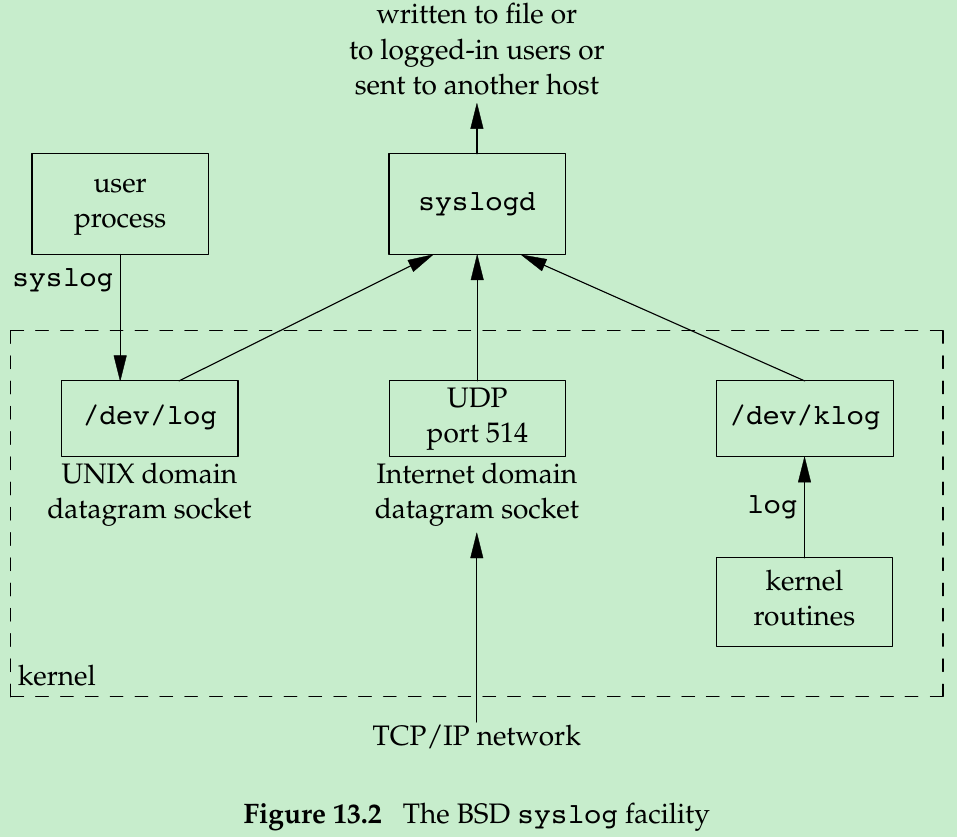 written to file or
to logged-in users or
sent to another host
user
process
syslogd
syslog
/dev/log
UNIX domain
datagram socket
UDP
port 514
Internet domain
datagram socket
/dev/klog
log
kernel
routines
kernel
TCP/IP network
Figure 13.2 The BSD syslog facility